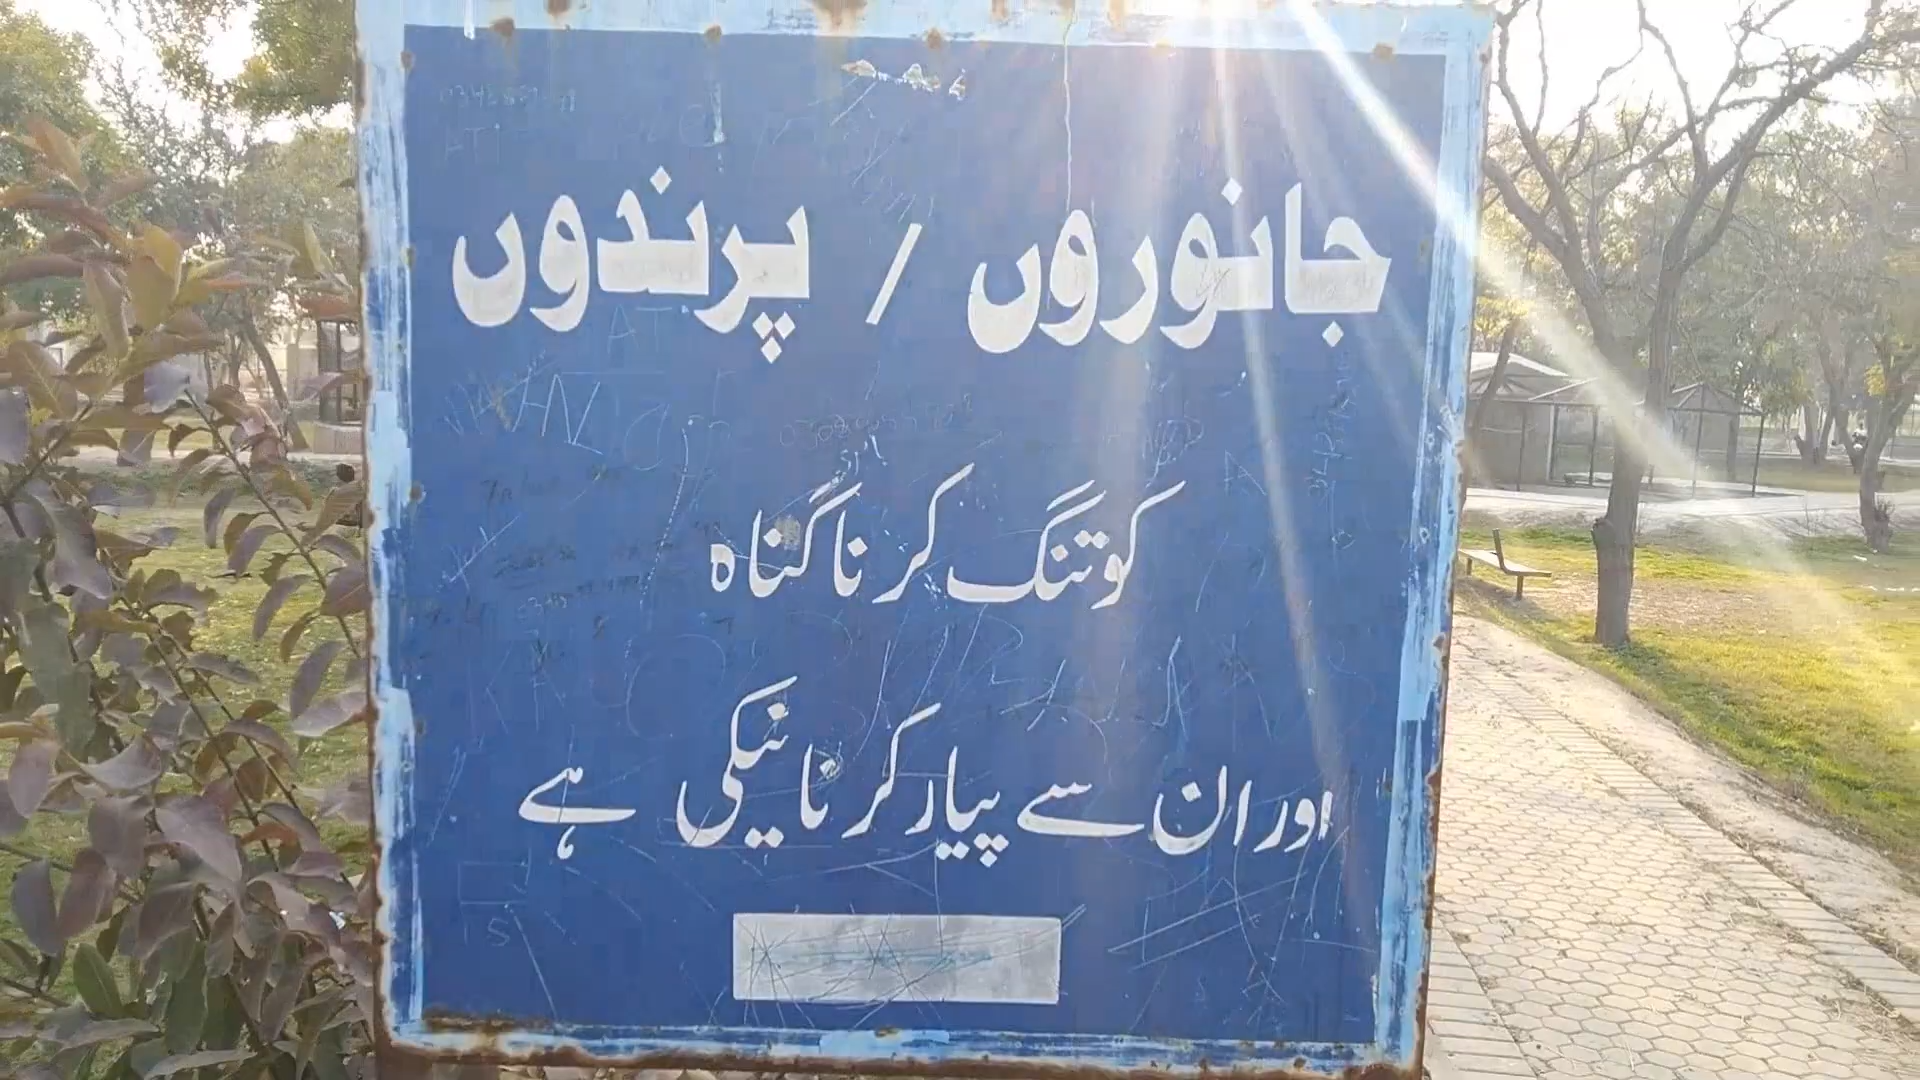 جانوروں / پرندوں
کو تنگ کرنا گناہ
اور ان سے پیار کرنا نیکی ہے